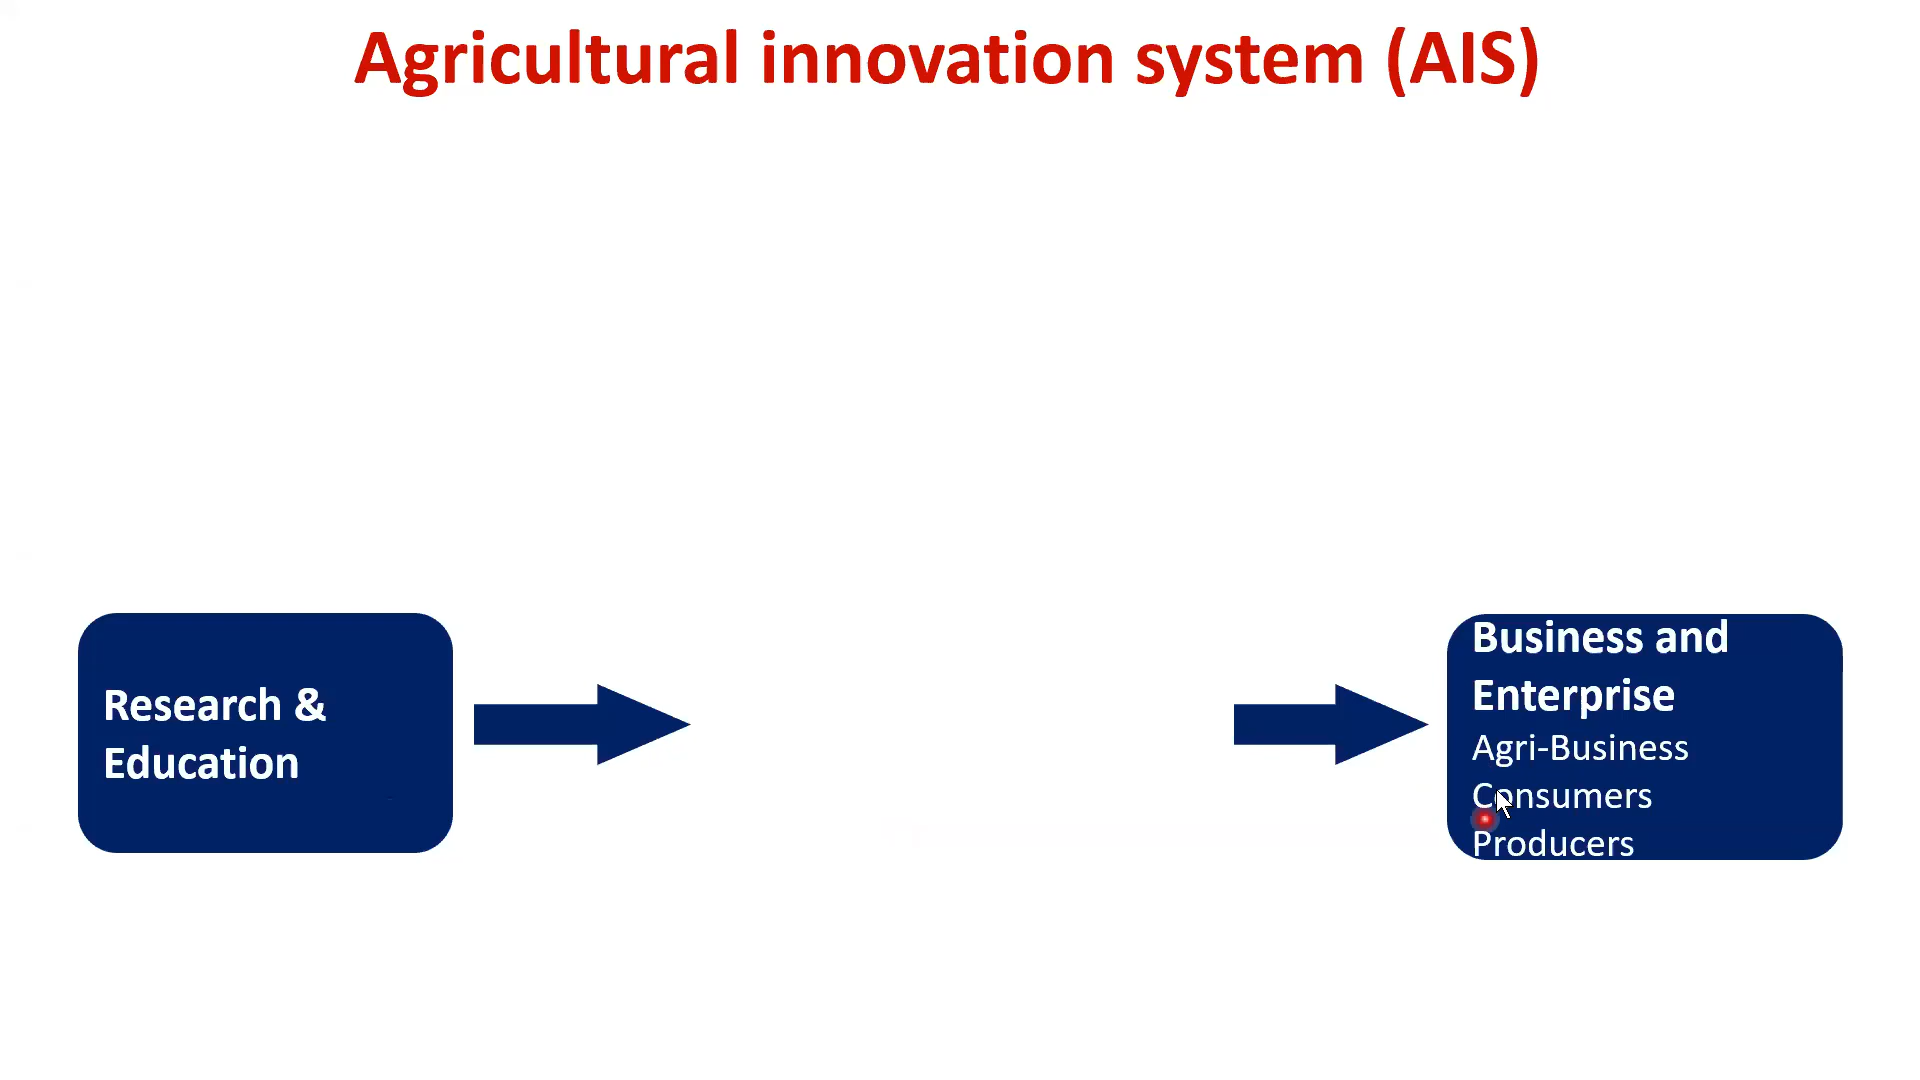 Agricultural innovation system (AIS)
Research &
Education
Business and
Enterprise
Agri-Business
Consumers
Producers